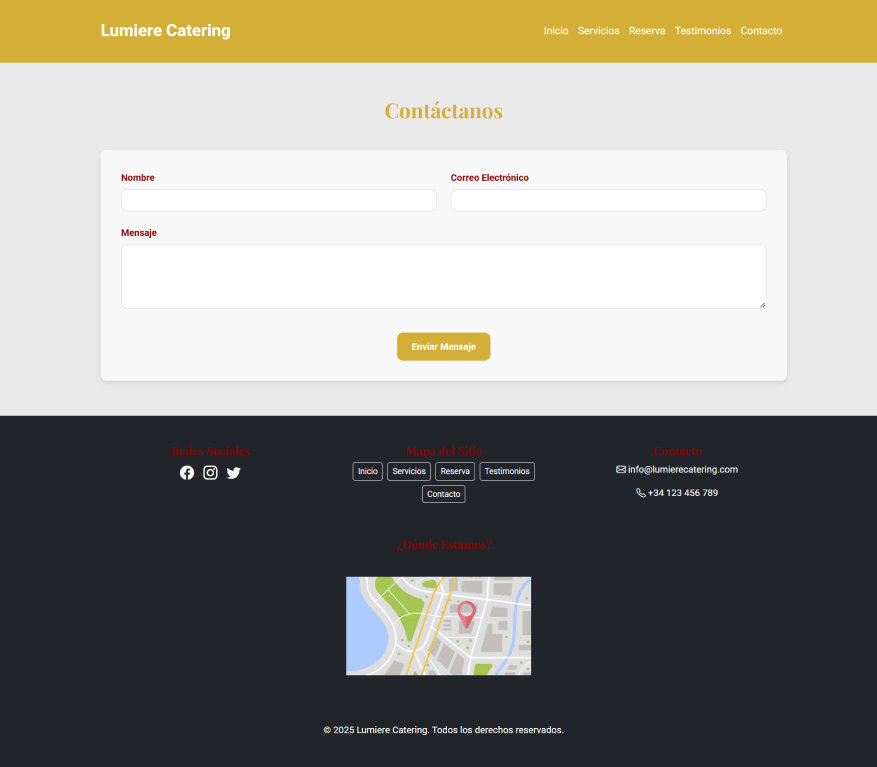 Lumiere Catering
Inicio Servicios Reserva Testimonios Contacto
Contáctanos
Nombre
Correo Electrónico
Mensaje
Enviar Mensaje
Redes Sociales
Mapa del Sitio
Inicio Servicios Reserva Testimonios
Contacto
Contacto
info@lumierecatering.com
+34 123 456 789
¿Dónde Estamos?
© 2025 Lumiere Catering. Todos los derechos reservados.